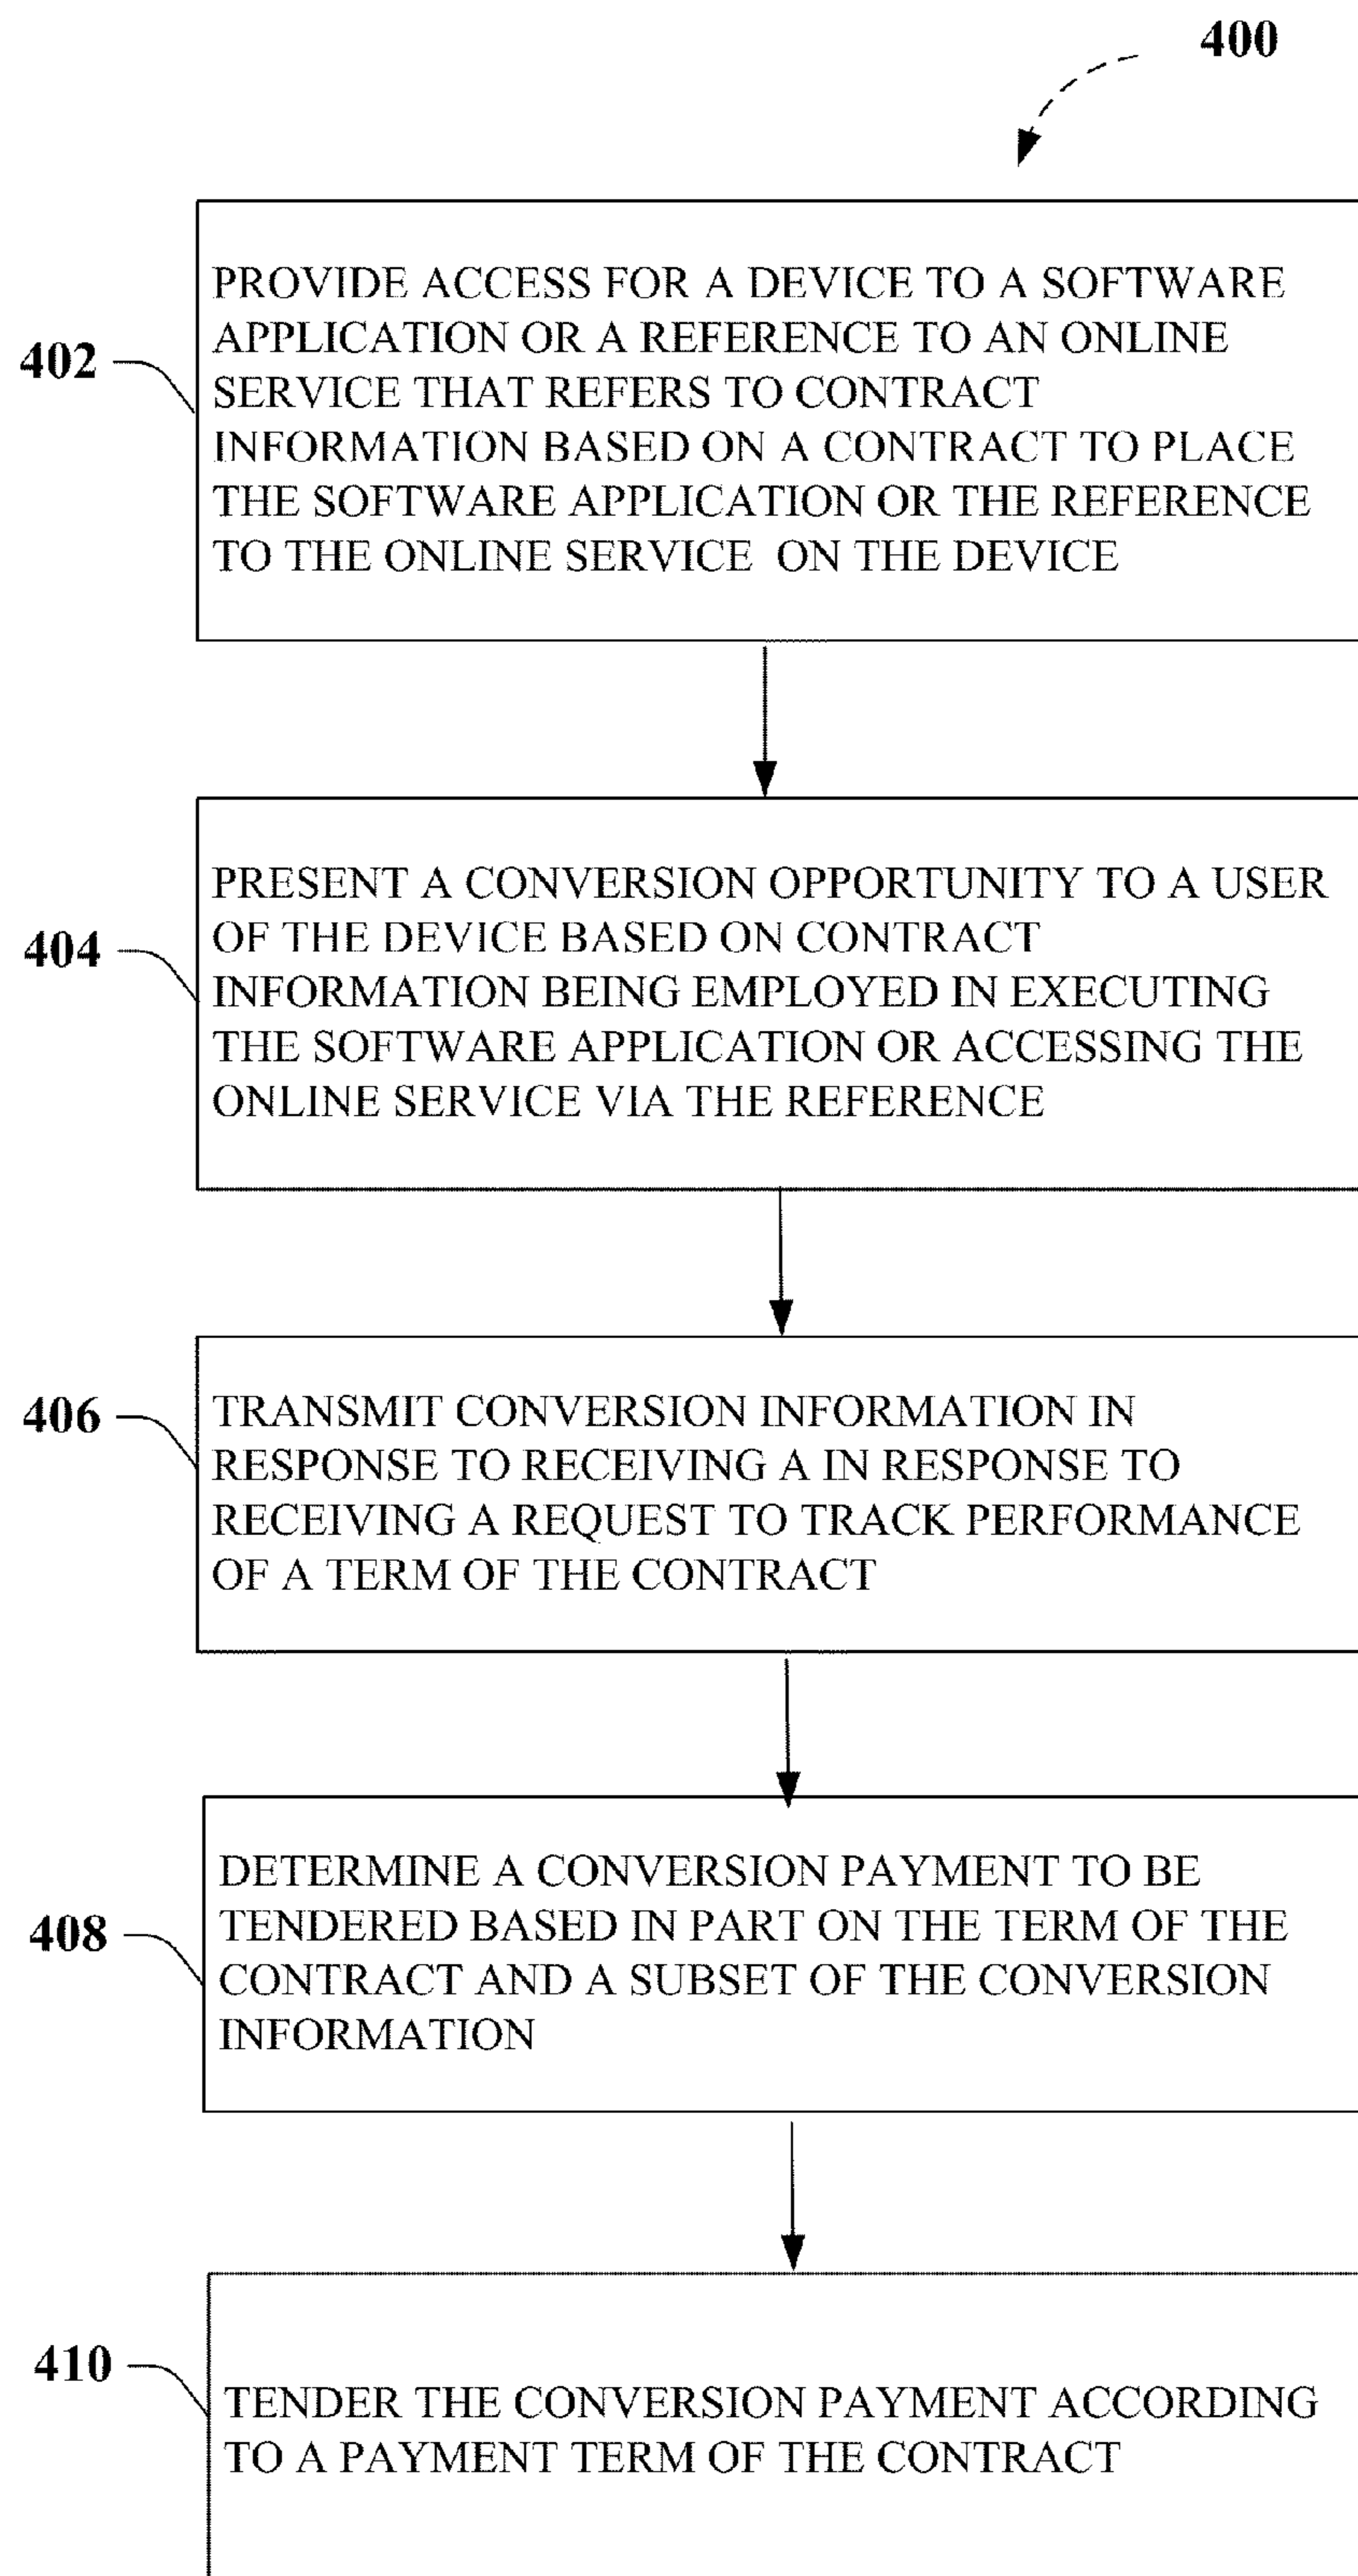 400
402
PROVIDE ACCESS FOR A DEVICE TO A SOFTWARE
APPLICATION OR A REFERENCE TO AN ONLINE
SERVICE THAT REFERS TO CONTRACT
INFORMATION BASED ON A CONTRACT TO PLACE
THE SOFTWARE APPLICATION OR THE REFERENCE
TO THE ONLINE SERVICE ON THE DEVICE
404
PRESENT A CONVERSION OPPORTUNITY TO A USER
OF THE DEVICE BASED ON CONTRACT
INFORMATION BEING EMPLOYED IN EXECUTING
THE SOFTWARE APPLICATION OR ACCESSING THE
ONLINE SERVICE VIA THE REFERENCE
406
TRANSMIT CONVERSION INFORMATION IN
RESPONSE TO RECEIVING A IN RESPONSE TO
RECEIVING A REQUEST TO TRACK PERFORMANCE
OF A TERM OF THE CONTRACT
408
DETERMINE A CONVERSION PAYMENT TO BE
TENDERED BASED IN PART ON THE TERM OF THE
CONTRACT AND A SUBSET OF THE CONVERSION
INFORMATION
410
TENDER THE CONVERSION PAYMENT ACCORDING
TO A PAYMENT TERM OF THE CONTRACT